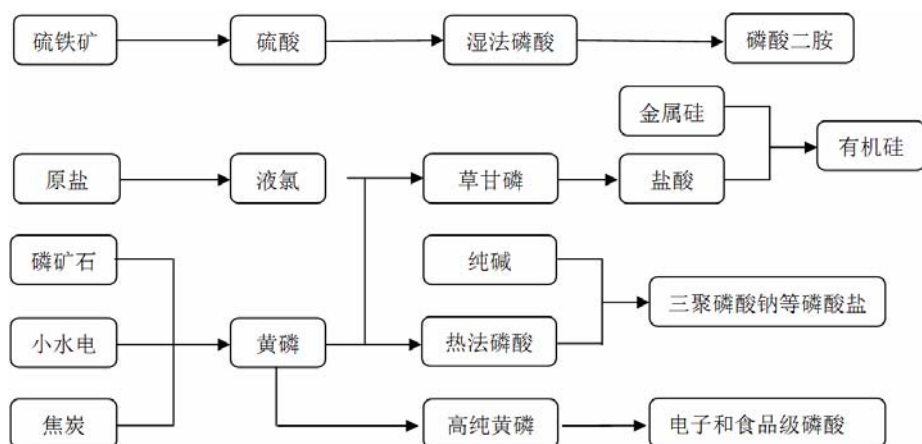 硫铁矿
硫酸
湿法磷酸
磷酸二胺
金属硅
有机硅
原盐
液氯
草甘磷
盐酸
磷矿石
纯碱
三聚磷酸钠等磷酸盐
小水电
黄磷
热法磷酸
焦炭
高纯黄磷
电子和食品级磷酸